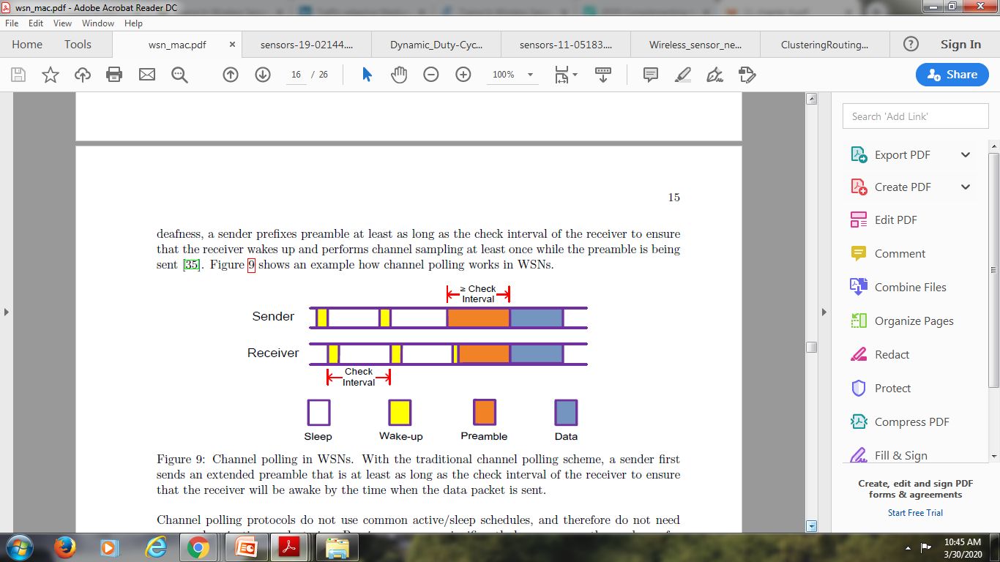 wsn_mac.pdf - Adobe Acrobat Reader DC
File Edit View Window Help
Home Tools wsn_mac.pdf × sensors-19-02144.... Dynamic_Duty-Cyc... sensors-11-05183.... Wireless_sensor_ne... ClusteringRouting... Sign In
16 / 26 100% Share
Search 'Add Link'
Export PDF
Create PDF
Edit PDF
Comment
Combine Files
Organize Pages
Redact
Protect
Compress PDF
Fill & Sign
Create, edit and sign PDF
forms & agreements
Start Free Trial
15
deafness, a sender prefixes preamble at least as long as the check interval of the receiver to ensure
that the receiver wakes up and performs channel sampling at least once while the preamble is being
sent [35]. Figure 9 shows an example how channel polling works in WSNs.
≥ Check
Interval
Sender
Receiver
Check
Interval
Sleep Wake-up Preamble Data
Figure 9: Channel polling in WSNs. With the traditional channel polling scheme, a sender first
sends an extended preamble that is at least as long as the check interval of the receiver to ensure
that the receiver will be awake by the time when the data packet is sent.
Channel polling protocols do not use common active/sleep schedules, and therefore do not need
10:45 AM
3/30/2020